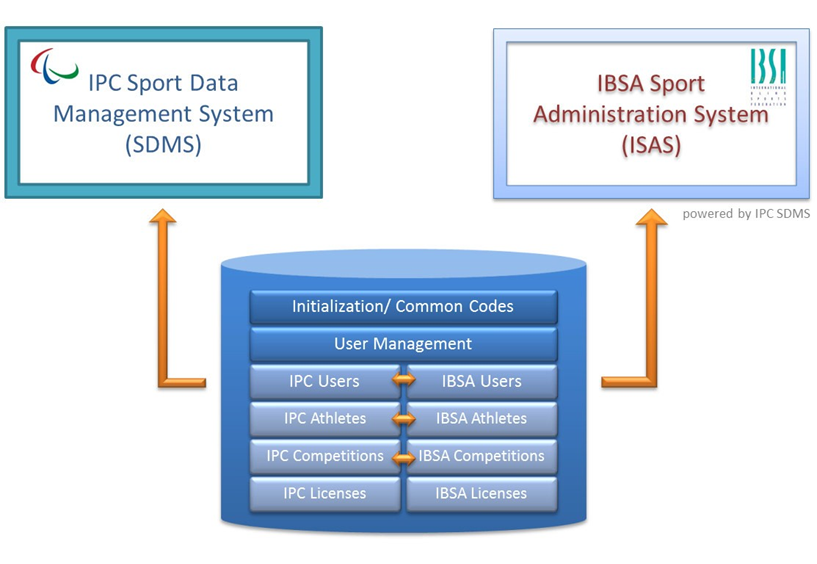 IPC Sport Data
Management System
(SDMS)
IBSA
INTERNATIONAL
BLIND
SPORTS
FEDERATION
IBSA Sport
Administration System
(ISAS)
powered by IPC SDMS
Initialization/ Common Codes
User Management
IPC Users
IBSA Users
IPC Athletes
IBSA Athletes
IPC Competitions
IBSA Competitions
IPC Licenses
IBSA Licenses